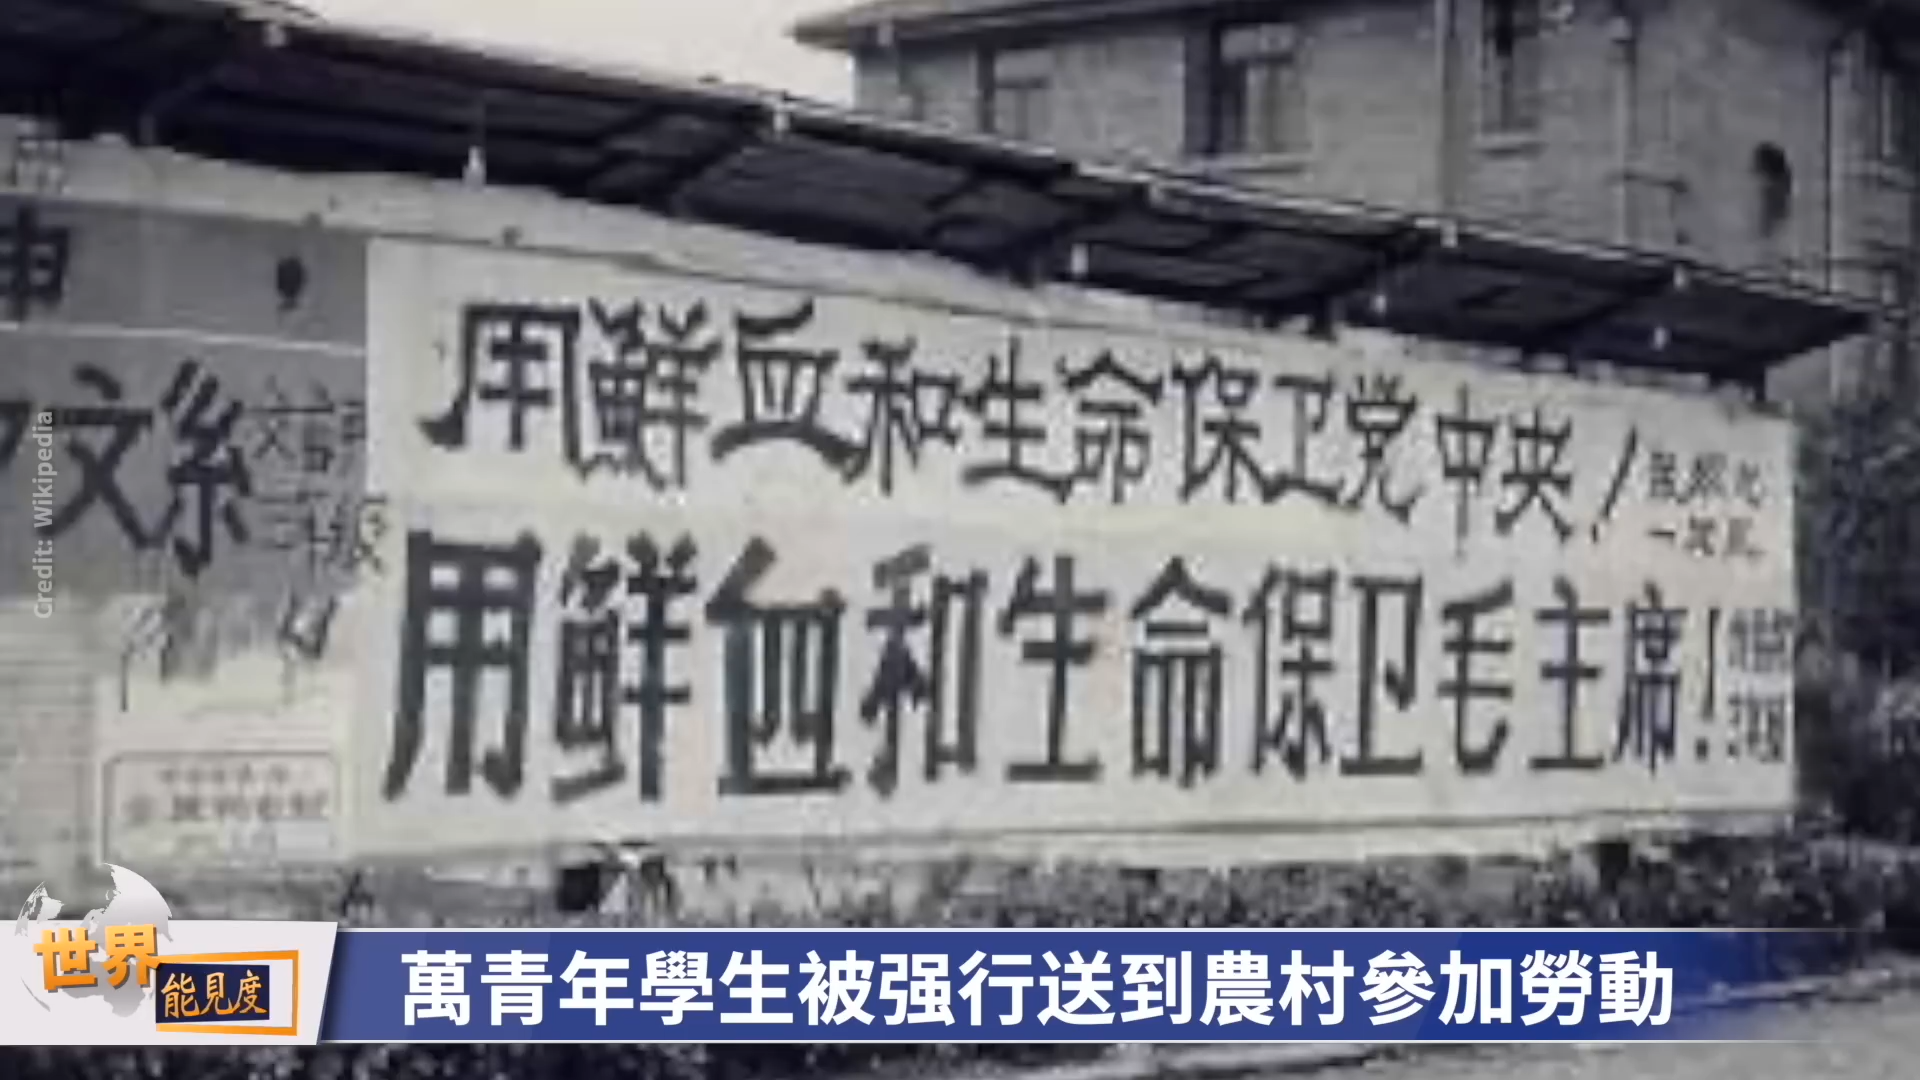 用鲜血和生命保卫党中央!
用鲜血和生命保卫毛主席!
文系
Credit: Wikipedia
世界
能見度
萬青年學生被强行送到農村參加勞動